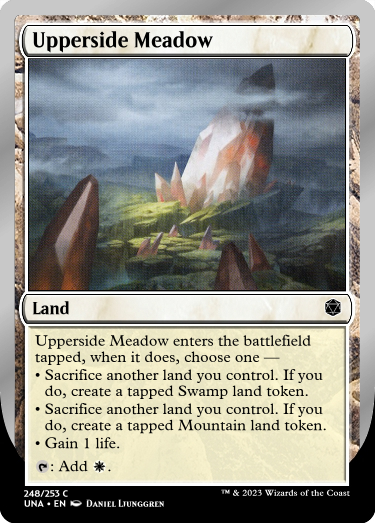 Upperside Meadow
Land
Upperside Meadow enters the battlefield
tapped, when it does, choose one —
• Sacrifice another land you control. If you
do, create a tapped Swamp land token.
• Sacrifice another land you control. If you
do, create a tapped Mountain land token.
• Gain 1 life.
: Add .
248/253 C
UNA • EN Daniel Ljunggren
™ & 2023 Wizards of the Coast